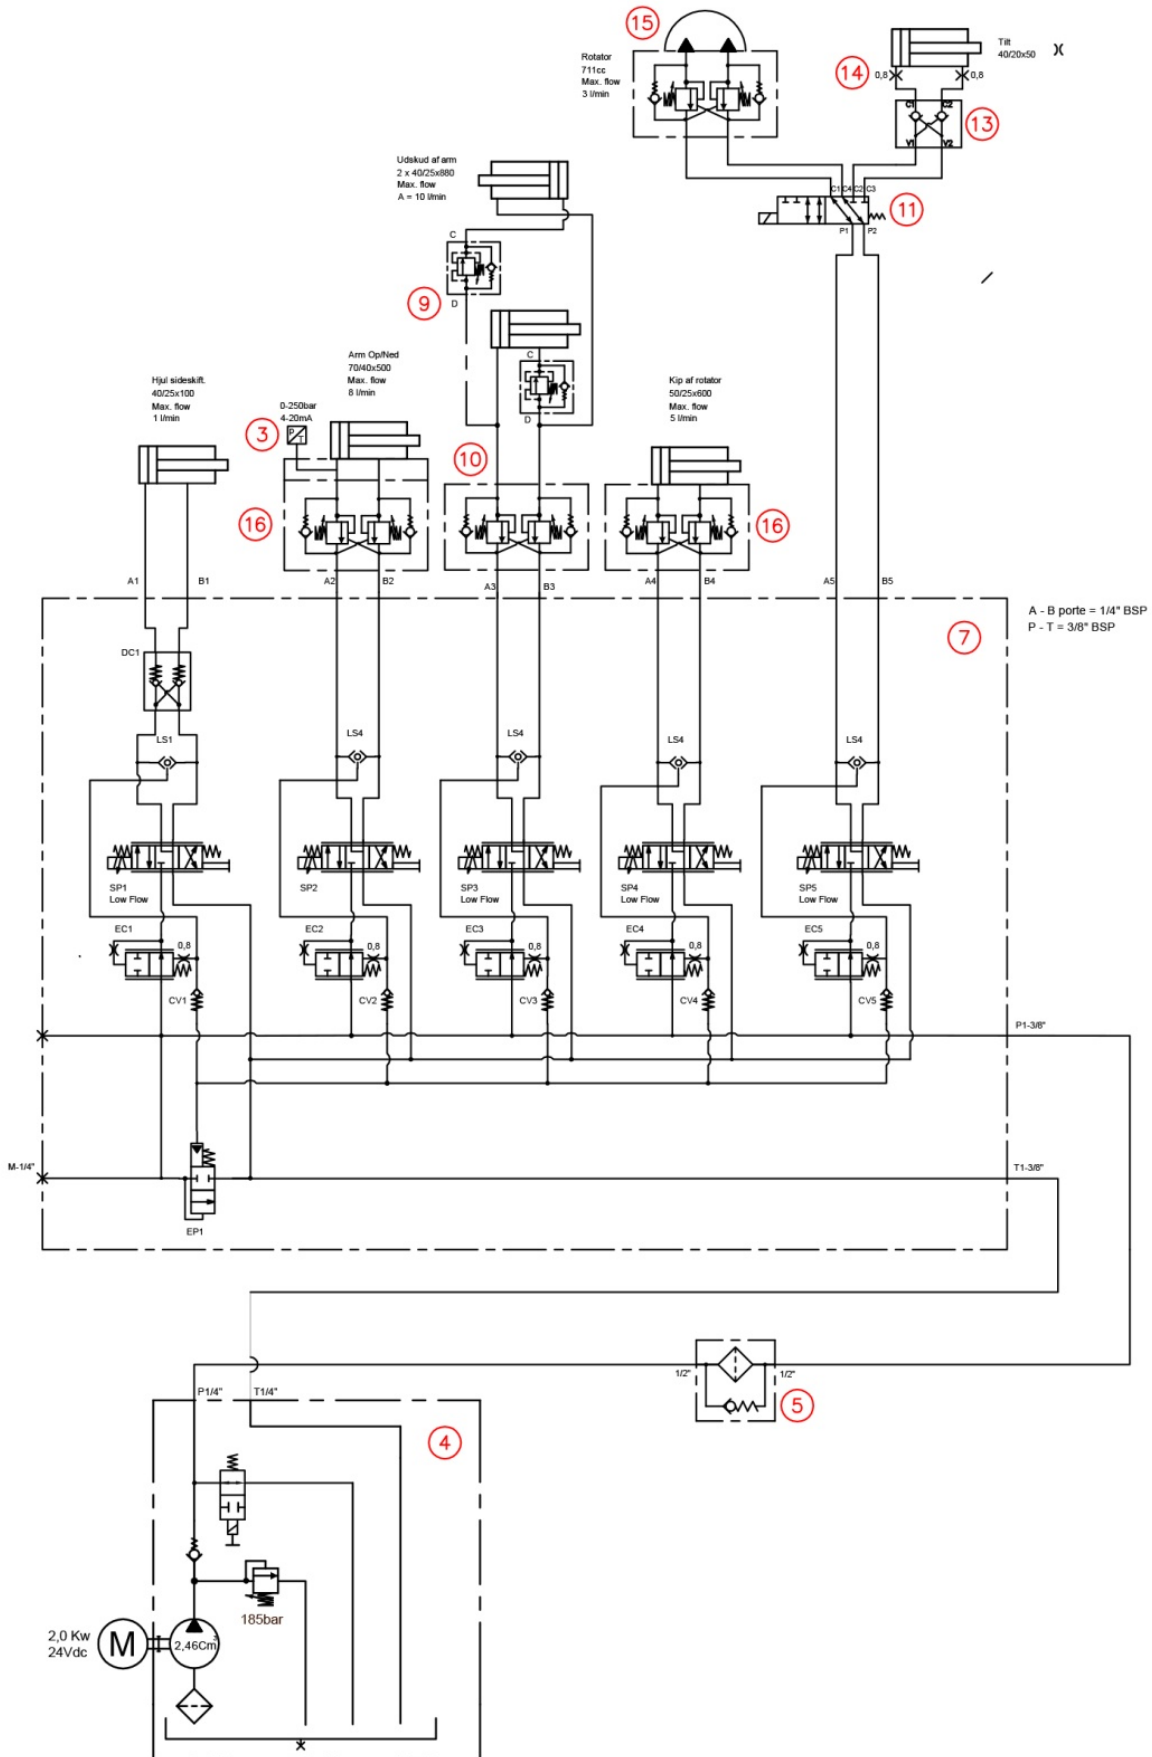 15
Rotator
711cc
Max. flow
3 l/min
14
0,8
0,8
Tilt
40/20x50
C1
C2
V1
V2
13
Udskud af arm
2 x 40/25x880
Max. flow
A = 10 l/min
C1
C4
C2
C3
11
P1
P2
C
D
9
C
D
Arm Op/Ned
70/40x500
Max. flow
8 l/min
Hjul sideskift.
40/25x100
Max. flow
1 l/min
0-250bar
4-20mA
P
T
3
Kip af rotator
50/25x600
Max. flow
5 l/min
10
16
16
A1
B1
A2
B2
A3
B3
A4
B4
A5
B5
A - B porte = 1/4" BSP
P - T = 3/8" BSP
7
DC1
LS1
LS4
LS4
LS4
LS4
SP1
Low Flow
SP2
SP3
Low Flow
SP4
Low Flow
SP5
Low Flow
EC1
0,8
EC2
0,8
EC3
0,8
EC4
0,8
EC5
0,8
CV1
CV2
CV3
CV4
CV5
P1-3/8"
M-1/4"
T1-3/8"
EP1
1/2"
1/2"
5
P1/4"
T1/4"
4
185bar
2,0 Kw
24Vdc
M
2,46Cm³